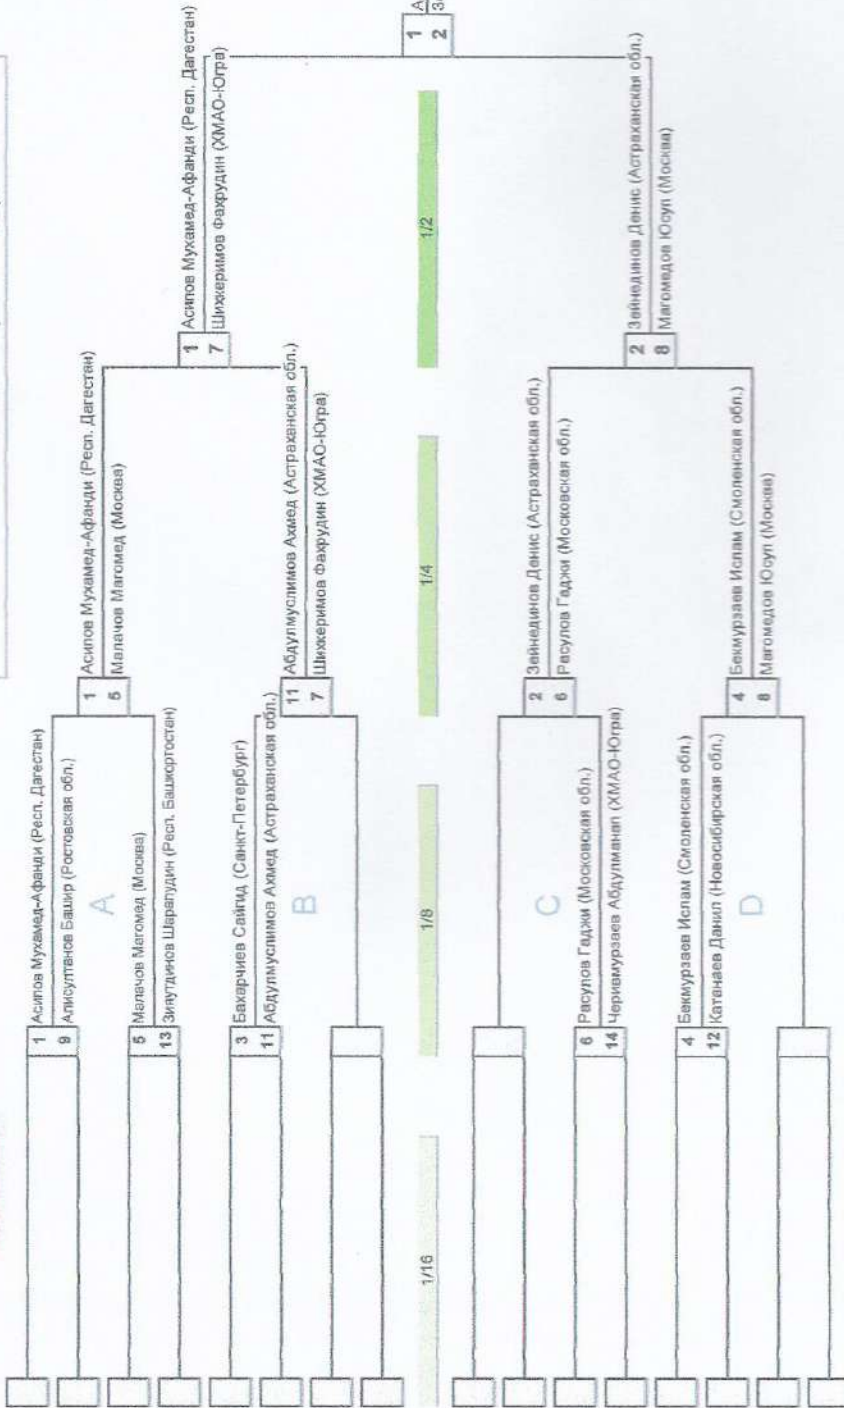 1 Асипов Мухамед-Афанди (Респ. Дагестан)
9 Алисултанов Башир (Ростовская обл.)
A
5 Малачов Магомед (Москва)
13 Зияутдинов Шарапудин (Респ. Башкортостан)
3 Бахарчиев Сайгид (Санкт-Петербург)
11 Абдулмуслимов Ахмед (Астраханская обл.)
B
6 Расулов Гаджи (Московская обл.)
14 Черивмурзаев Абдулманап (ХМАО-Югра)
C
4 Бекмурзаев Ислам (Смоленская обл.)
12 Катанаев Данил (Новосибирская обл.)
D
1 Асипов Мухамед-Афанди (Респ. Дагестан)
5 Малачов Магомед (Москва)
11 Абдулмуслимов Ахмед (Астраханская обл.)
7 Шихкеримов Фахрудин (ХМАО-Югра)
2 Зейнединов Денис (Астраханская обл.)
6 Расулов Гаджи (Московская обл.)
4 Бекмурзаев Ислам (Смоленская обл.)
8 Магомедов Юсуп (Москва)
1 Асипов Мухамед-Афанди (Респ. Дагестан)
7 Шихкеримов Фахрудин (ХМАО-Югра)
2 Зейнединов Денис (Астраханская обл.)
8 Магомедов Юсуп (Москва)
1 А
2 З
1/16
1/8
1/4
1/2